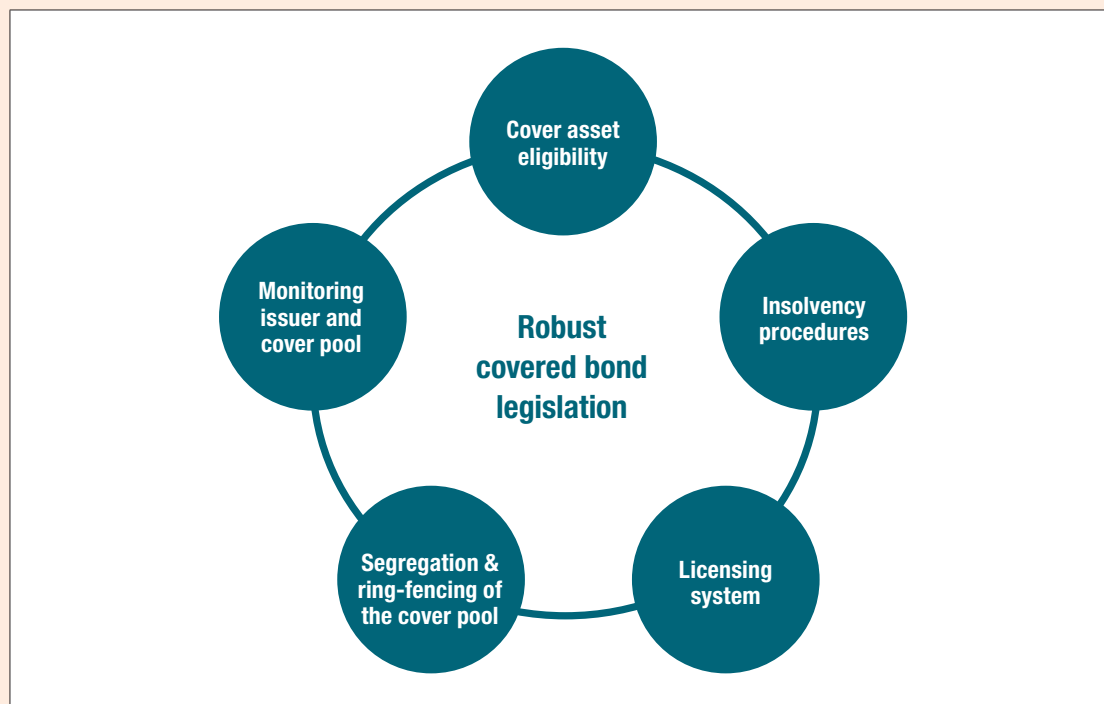 Cover asset
eligibility
Insolvency
procedures
Licensing
system
Segregation &
ring-fencing of
the cover pool
Monitoring
issuer and
cover pool
Robust
covered bond
legislation